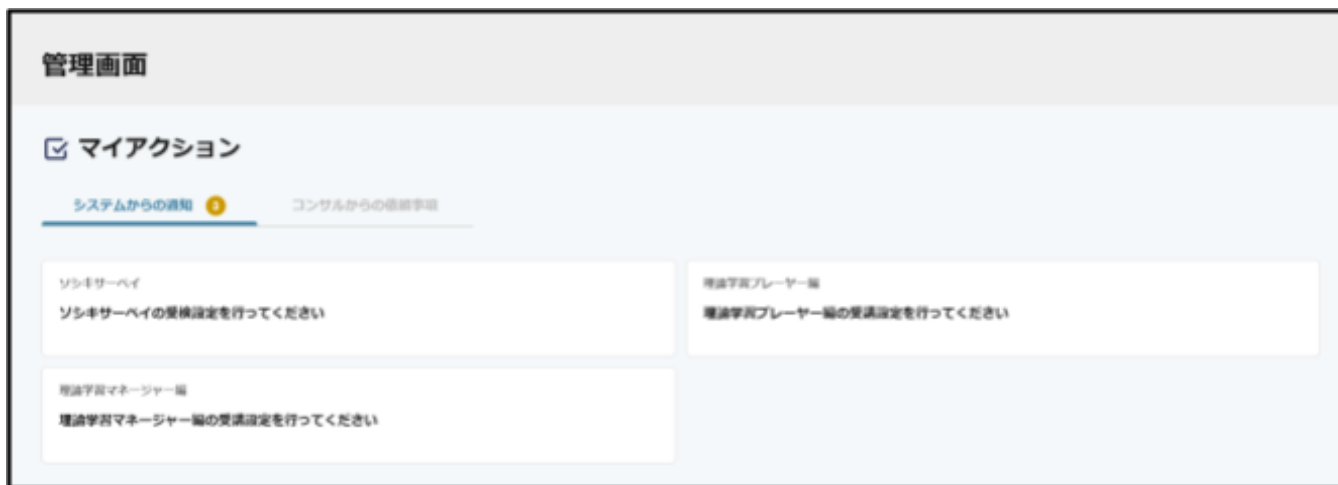 管理画面
マイアクション
システムからの通知 3
コンサルからの依頼事項
ソシキサーベイ
ソシキサーベイの受検設定を行ってください
理論学習プレーヤー編
理論学習プレーヤー編の受講設定を行ってください
理論学習マネージャー編
理論学習マネージャー編の受講設定を行ってください